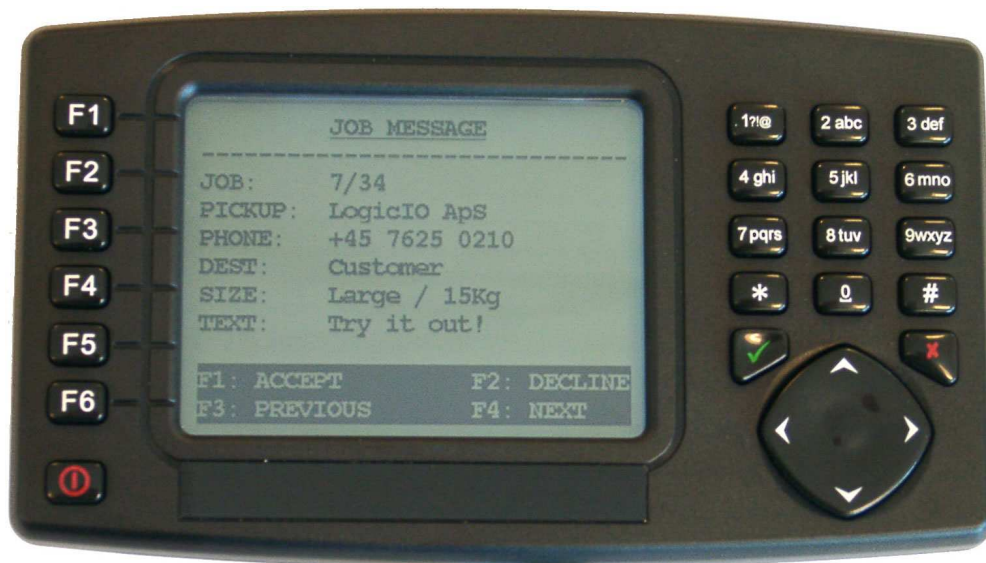 F1
F2
F3
F4
F5
F6
JOB MESSAGE
JOB: 7/34
PICKUP: LogicIO ApS
PHONE: +45 7625 0210
DEST: Customer
SIZE: Large / 15Kg
TEXT: Try it out!
F1: ACCEPT F2: DECLINE
F3: PREVIOUS F4: NEXT
.1?!@ 2 abc 3 def
4 ghi 5 jkl 6 mno
7 pqrs 8 tuv 9wxyz
* 0 #